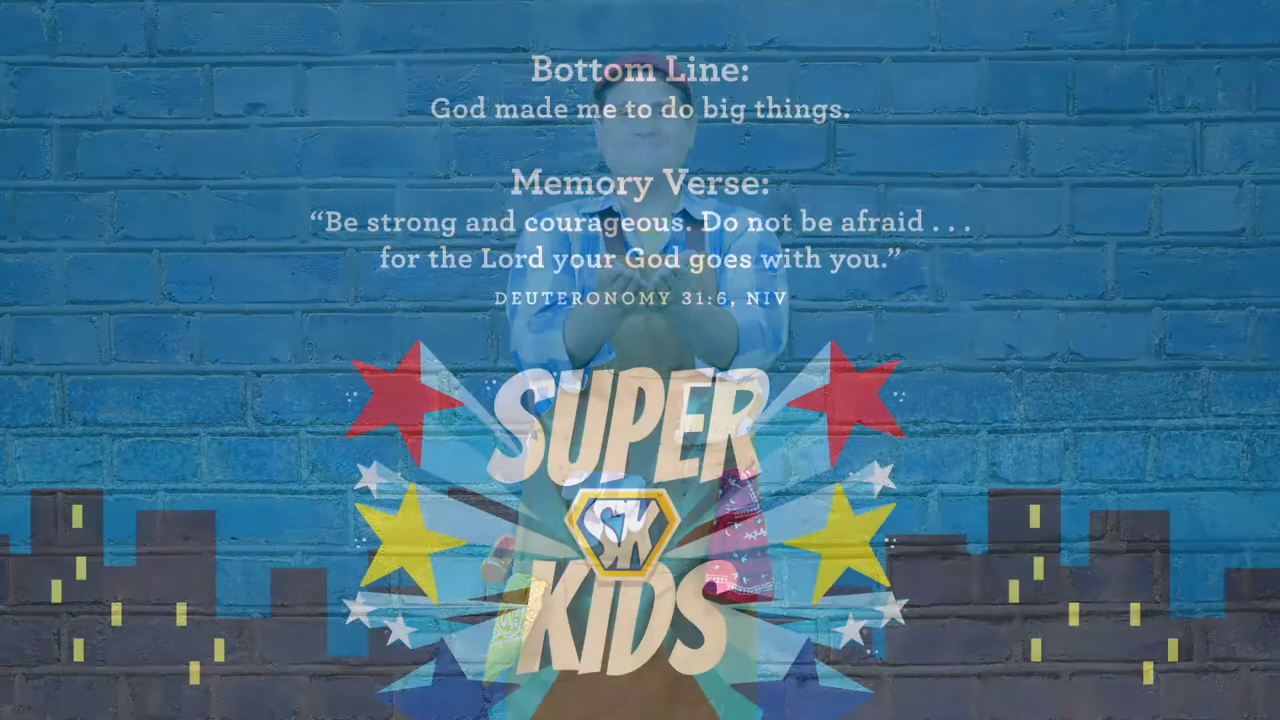 Bottom Line:
God made me to do big things.
Memory Verse:
“Be strong and courageous. Do not be afraid . . .
for the Lord your God goes with you.”
DEUTERONOMY 31:6, NIV
SUPER
SK
KIDS